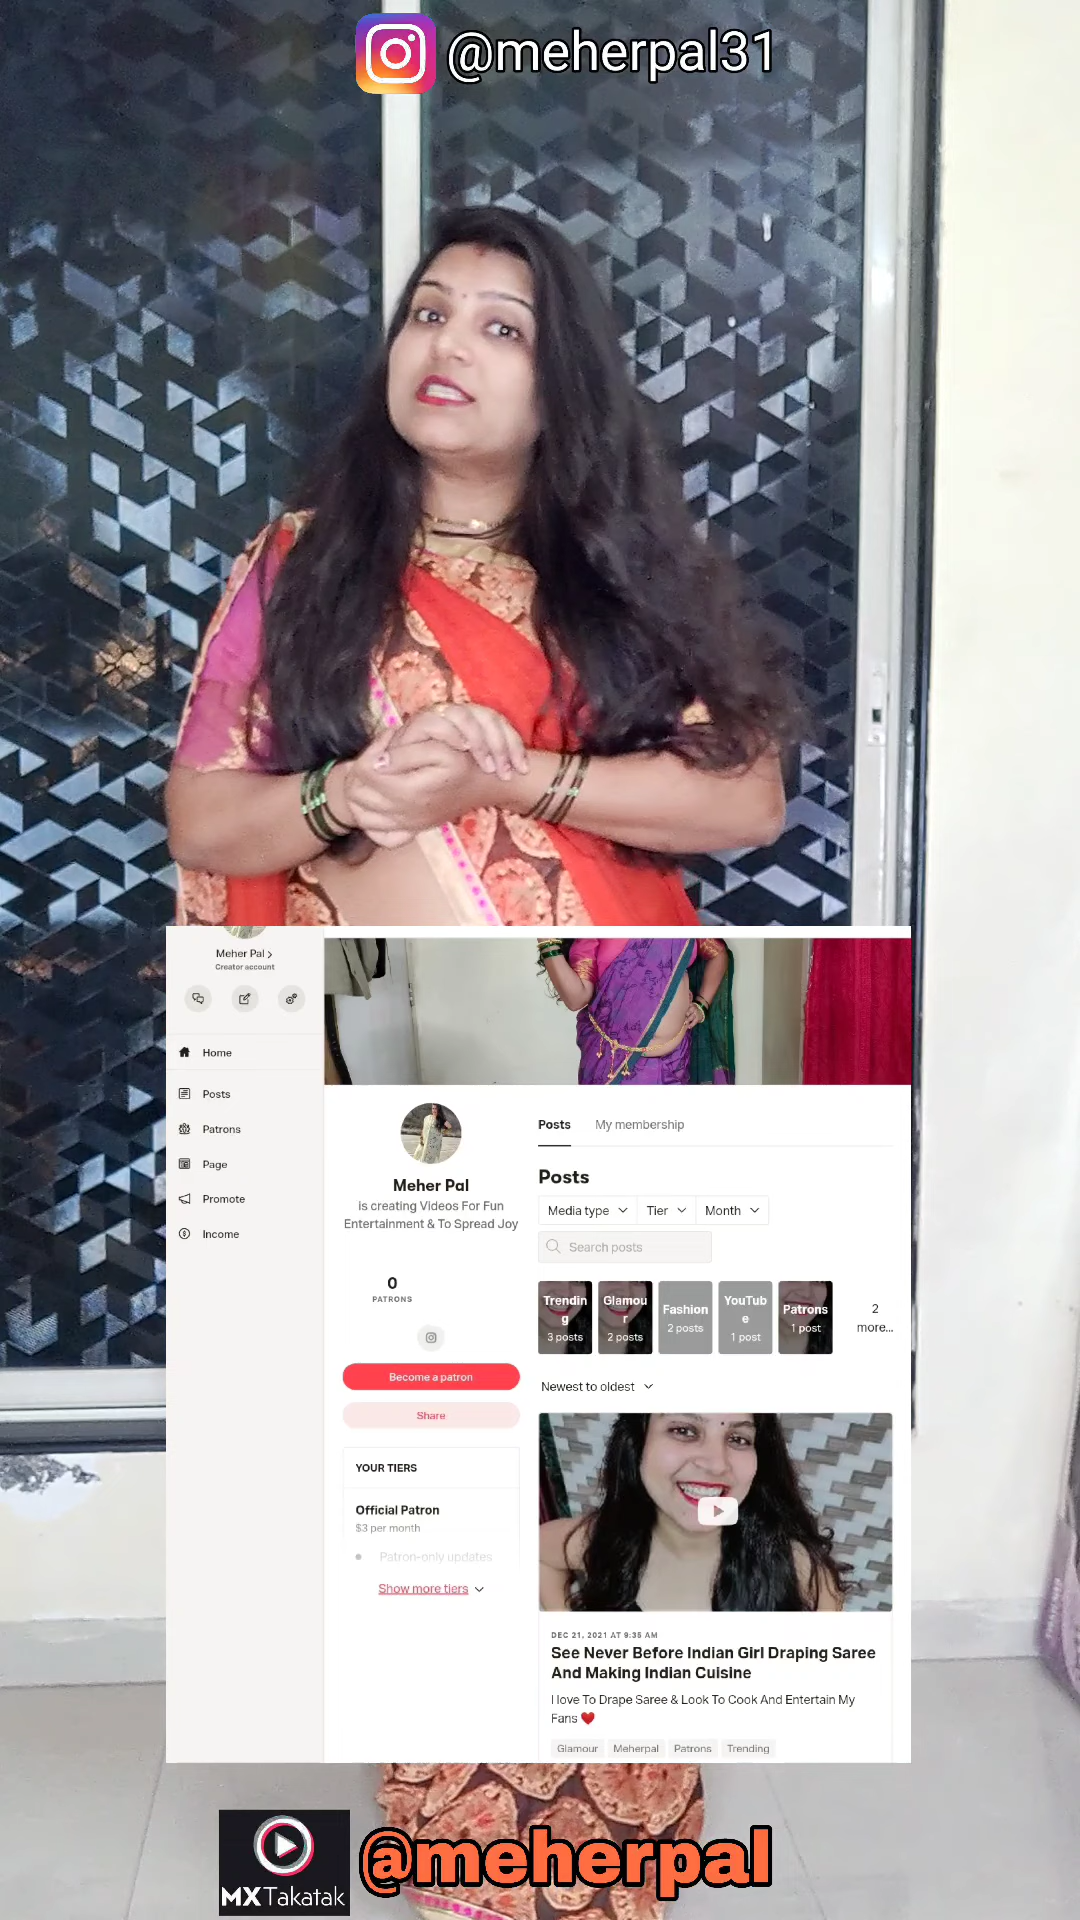 @meherpal31
Meher Pal
Creator account
Home
Posts
Patrons
Page
Promote
Income
Meher Pal
is creating Videos For Fun
Entertainment & To Spread Joy
0
PATRONS
Become a patron
Share
YOUR TIERS
Official Patron
$3 per month
Patron-only updates
Show more tiers
Posts
My membership
Posts
Media type
Tier
Month
Search posts
Trendin
g
3 posts
Glamou
r
2 posts
Fashion
2 posts
YouTub
e
1 post
Patrons
1 post
2
more...
Newest to oldest
DEC 21, 2021 AT 9:35 AM
See Never Before Indian Girl Draping Saree
And Making Indian Cuisine
I love To Drape Saree & Look To Cook And Entertain My
Fans ❤️
Glamour
Meherpal
Patrons
Trending
MXTakatak
@meherpal